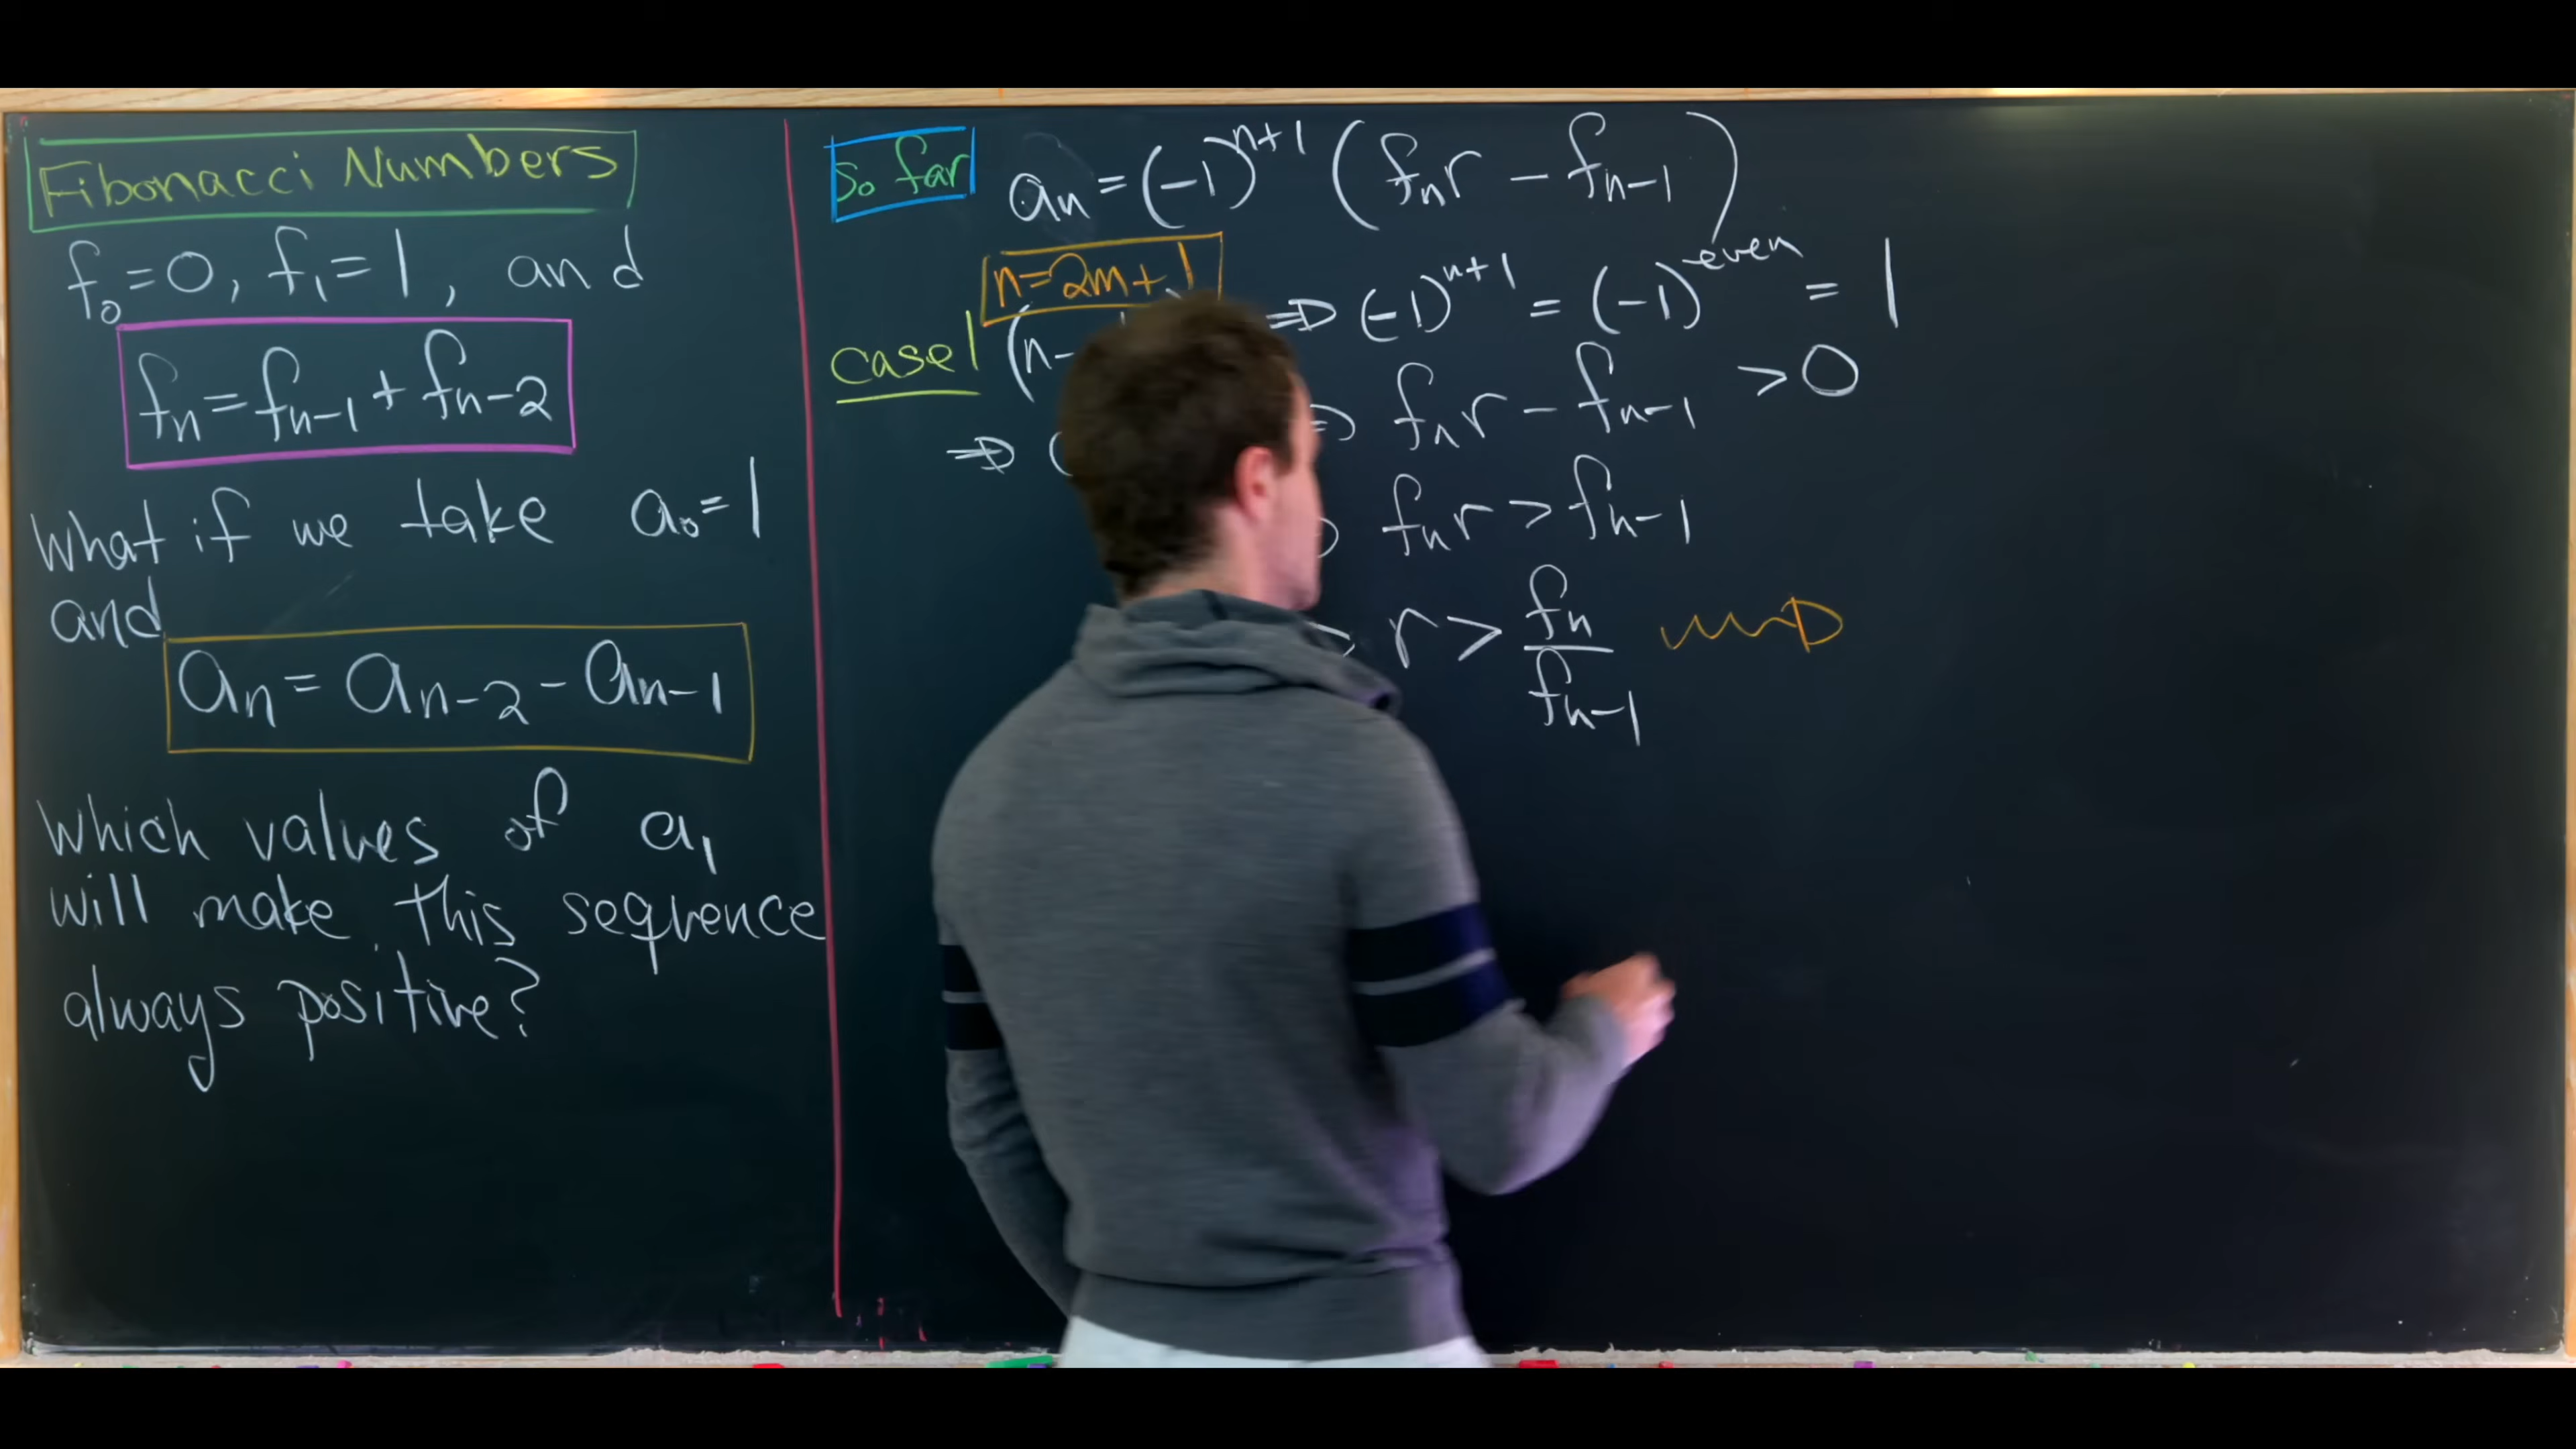 Fibonacci Numbers
f₀=0, f₁=1, and
fₙ=fₙ₋₁+fₙ₋₂
What if we take a₀=1
and
aₙ=aₙ₋₂-aₙ₋₁
Which values of a₁
will make this sequence
always positive?
So far aₙ=(-1)ⁿ⁺¹(fₙr-fₙ₋₁)
n=2m+1
case 1 (n- ⇒ (-1)ⁿ⁺¹=(-1)^even=1
⇒ ( ⇒ fₙr-fₙ₋₁>0
fₙr>fₙ₋₁
r>fₙ/fₙ₋₁